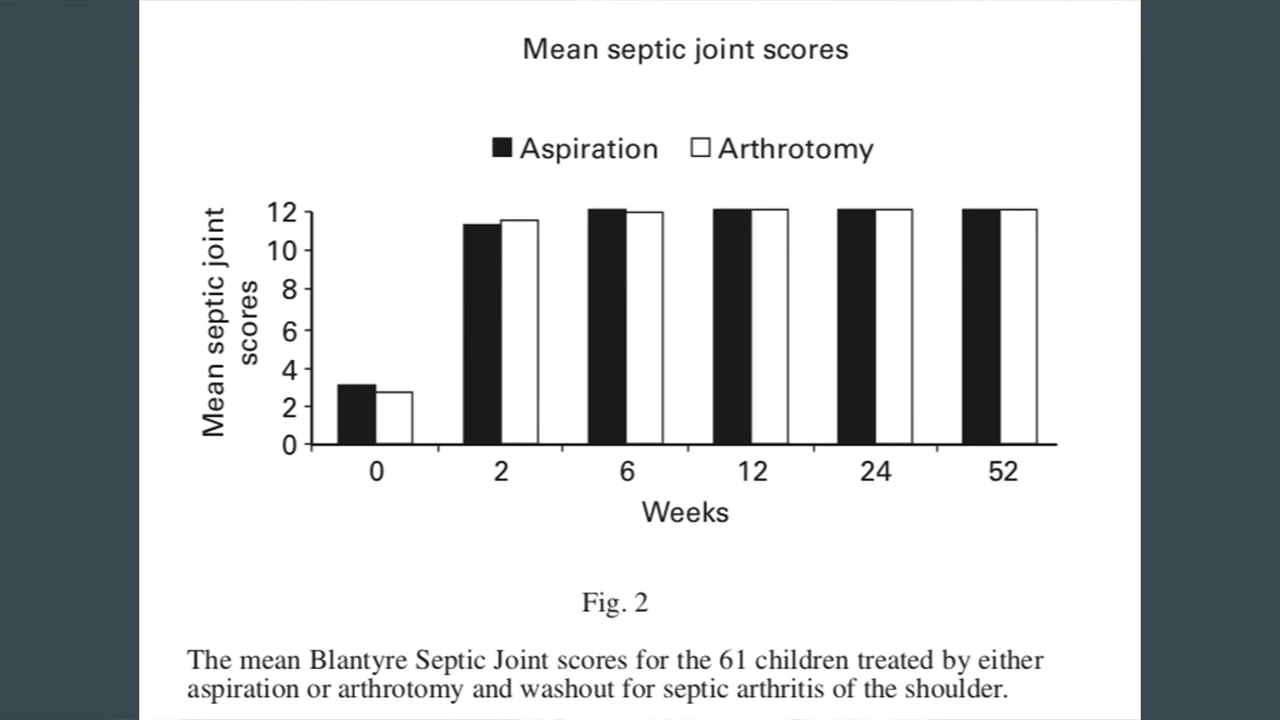 Mean septic joint scores
Aspiration Arthrotomy
Mean septic joint
scores
12
10
8
6
4
2
0
0 2 6 12 24 52
Weeks
Fig. 2
The mean Blantyre Septic Joint scores for the 61 children treated by either
aspiration or arthrotomy and washout for septic arthritis of the shoulder.